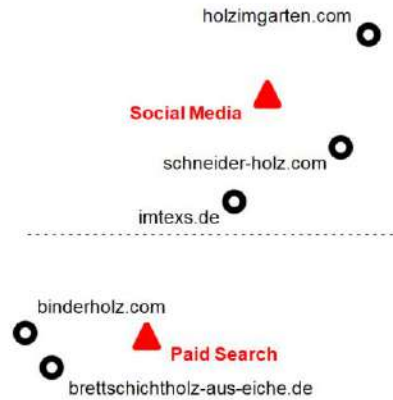 holzimgarten.com
Social Media
schneider-holz.com
imtexs.de
binderholz.com
Paid Search
brettschichtholz-aus-eiche.de